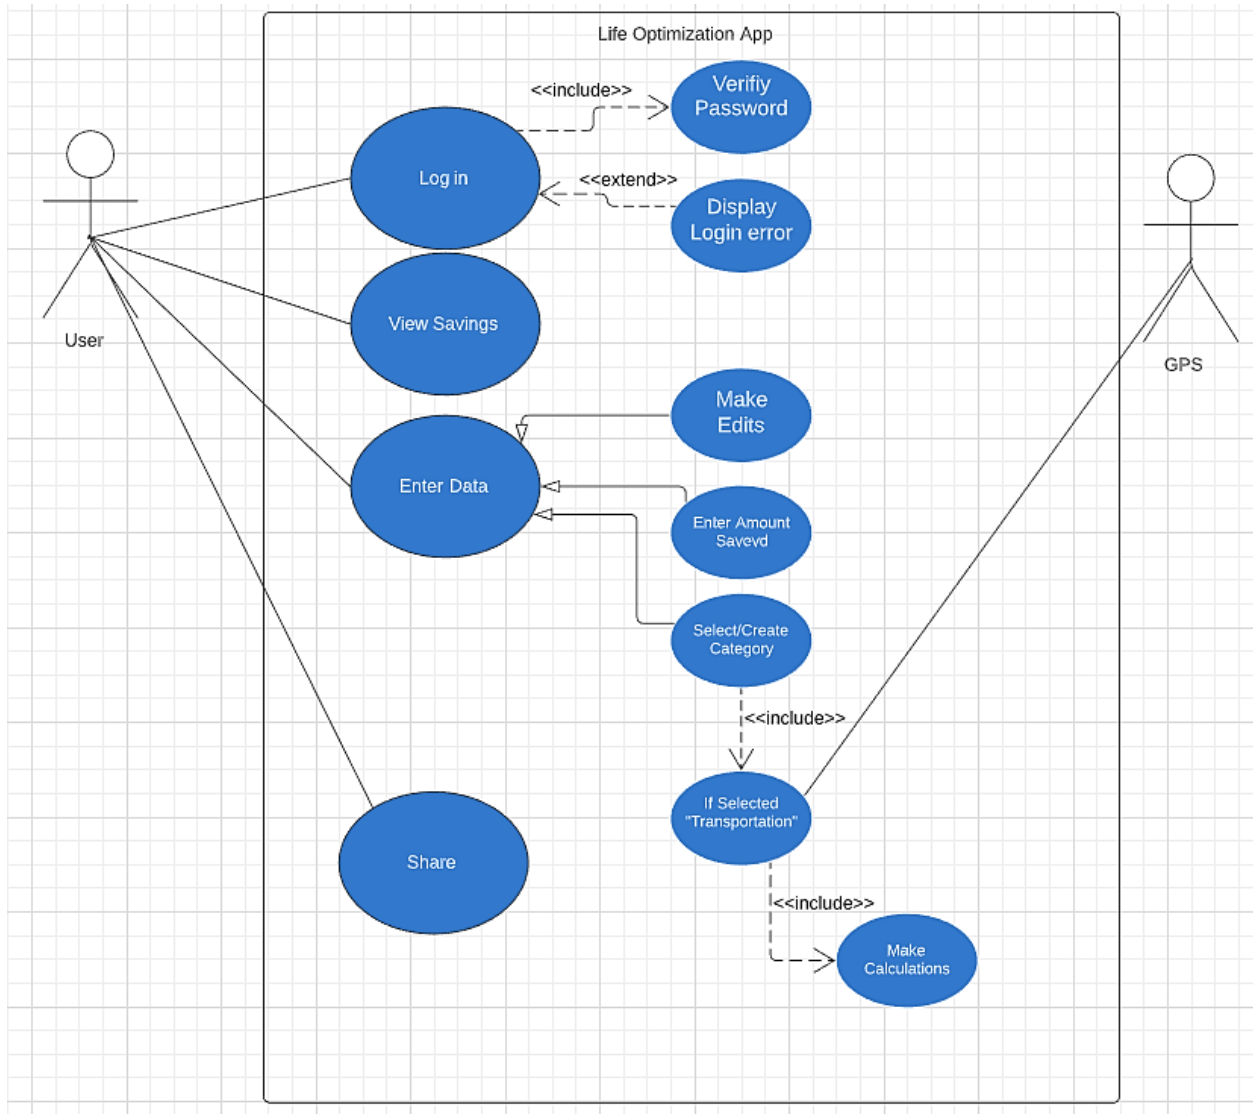 Life Optimization App
<<include>>
Verifiy
Password
Log in
<<extend>>
Display
Login error
User
View Savings
GPS
Make
Edits
Enter Data
Enter Amount
Savevd
Select/Create
Category
<<include>>
If Selected
"Transportation"
Share
<<include>>
Make
Calculations